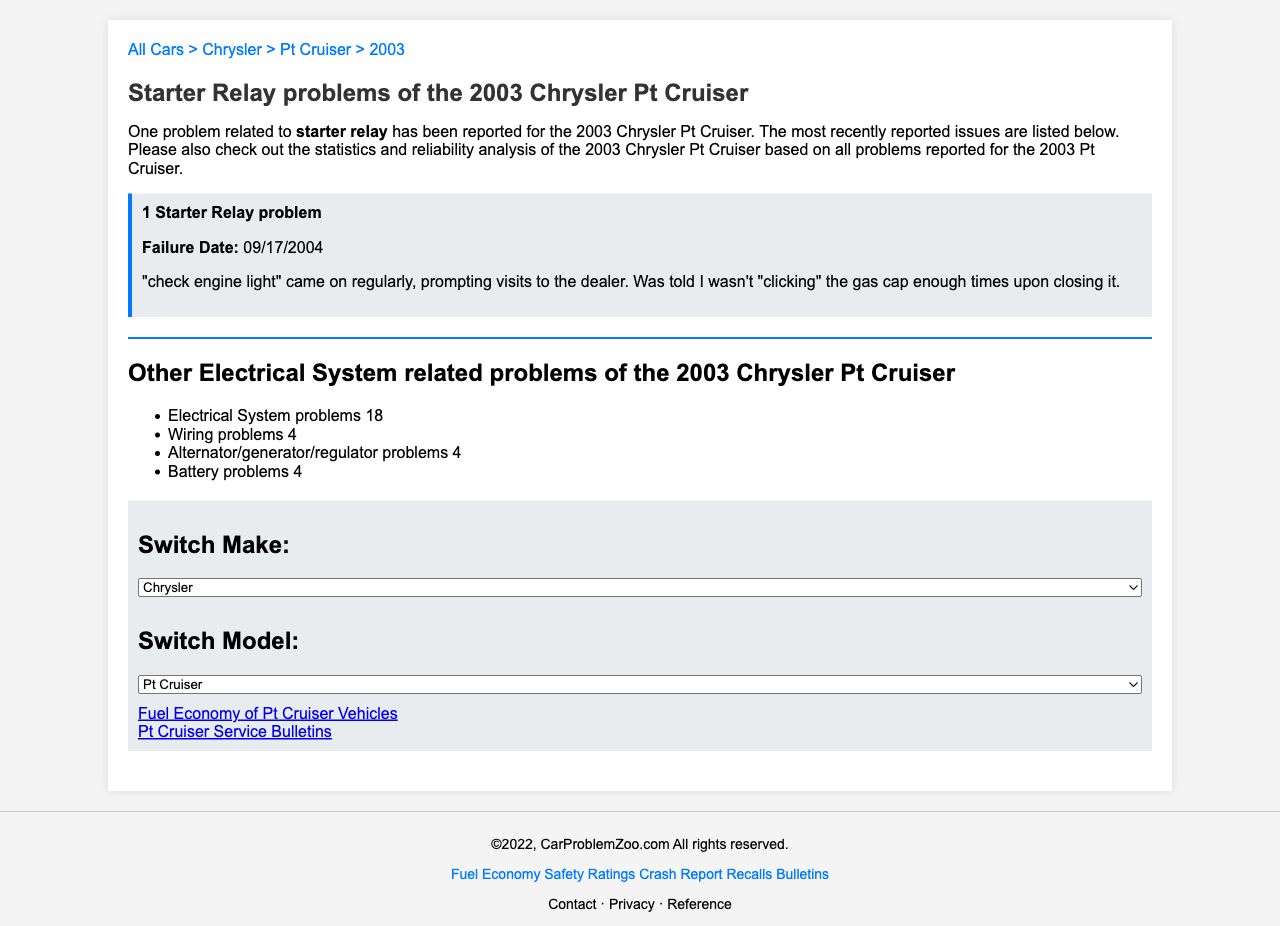 All Cars > Chrysler > Pt Cruiser > 2003
Starter Relay problems of the 2003 Chrysler Pt Cruiser
One problem related to starter relay has been reported for the 2003 Chrysler Pt Cruiser. The most recently reported issues are listed below.
Please also check out the statistics and reliability analysis of the 2003 Chrysler Pt Cruiser based on all problems reported for the 2003 Pt
Cruiser.
1 Starter Relay problem
Failure Date: 09/17/2004
"check engine light" came on regularly, prompting visits to the dealer. Was told I wasn't "clicking" the gas cap enough times upon closing it.
Other Electrical System related problems of the 2003 Chrysler Pt Cruiser
• Electrical System problems 18
• Wiring problems 4
• Alternator/generator/regulator problems 4
• Battery problems 4
Switch Make:
Chrysler
Switch Model:
Pt Cruiser
Fuel Economy of Pt Cruiser Vehicles
Pt Cruiser Service Bulletins
©2022, CarProblemZoo.com All rights reserved.
Fuel Economy Safety Ratings Crash Report Recalls Bulletins
Contact · Privacy · Reference